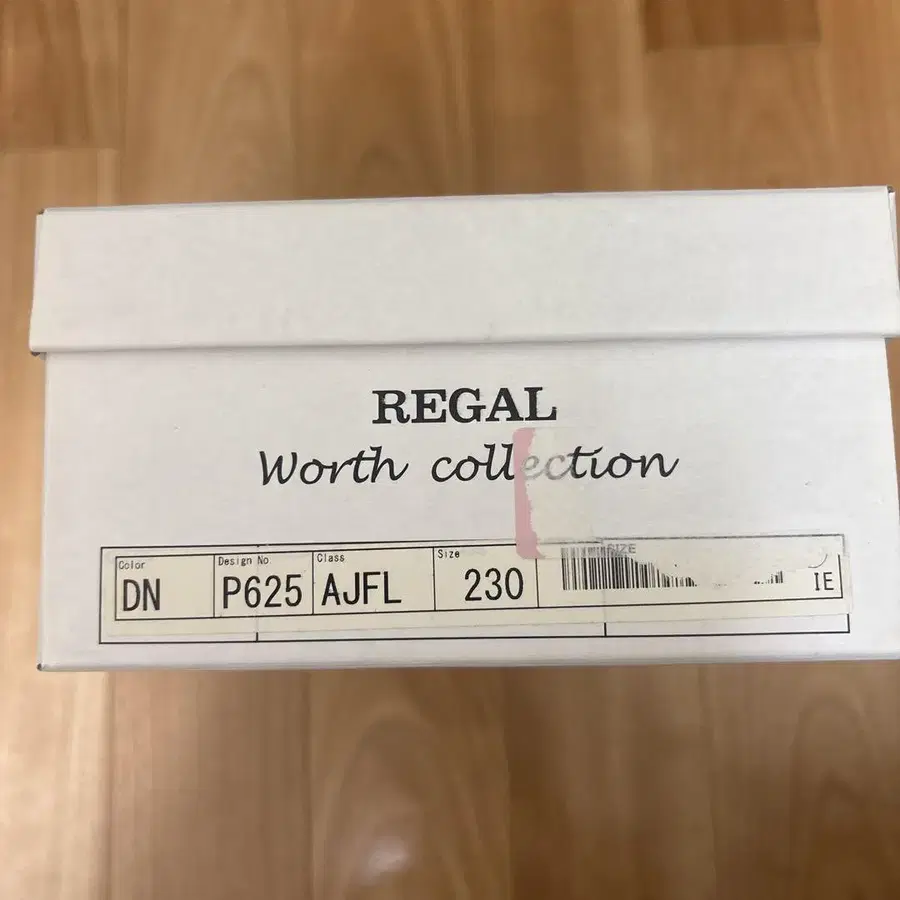 REGAL
Worth collection
Color Design No Class Size SIZE
DN P625 AJFL 230 IE